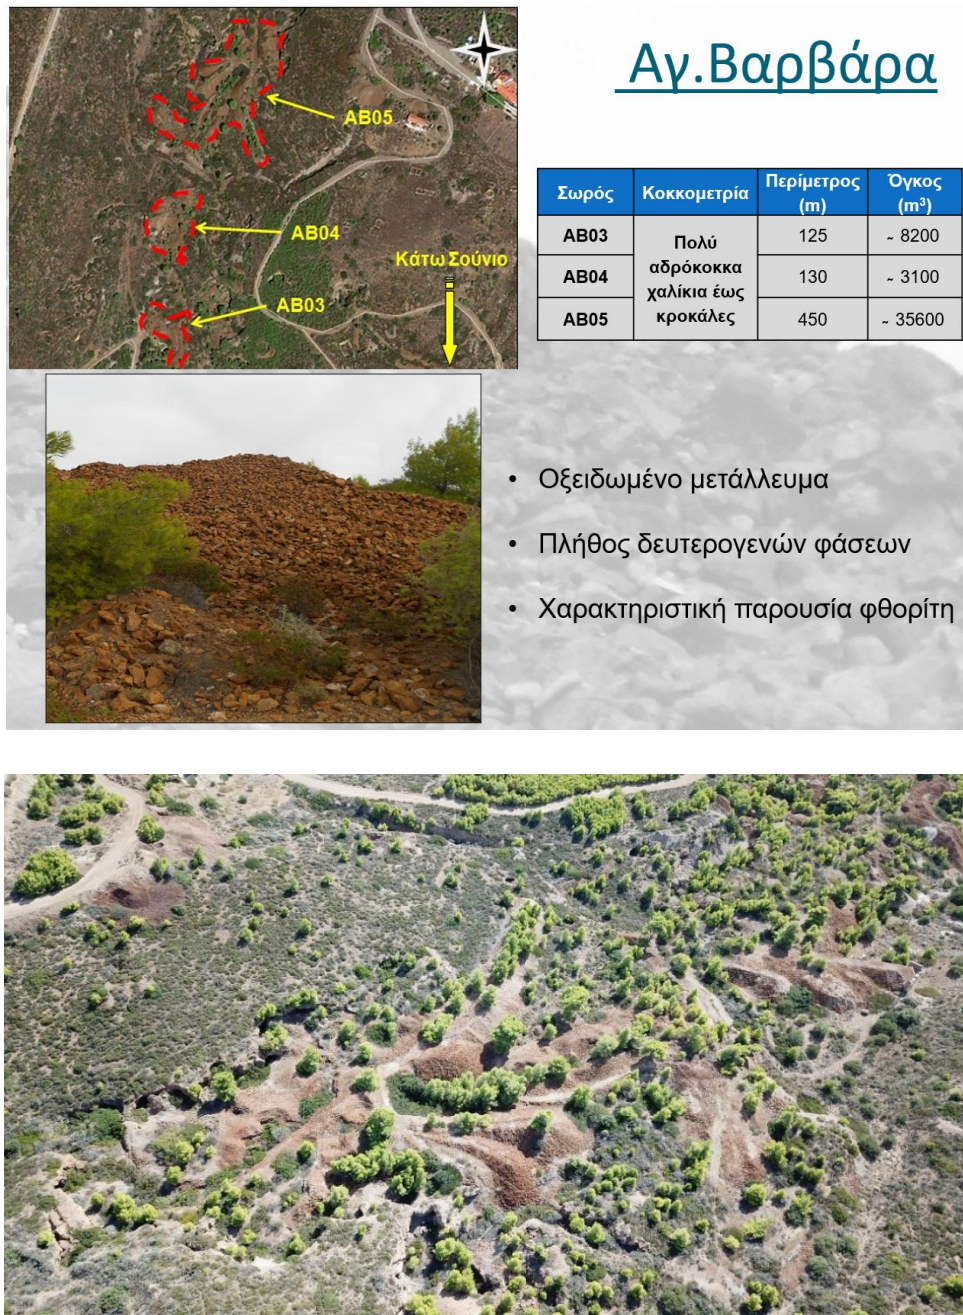 Αγ.Βαρβάρα
AB05
AB04
Κάτω Σούνιο
AB03
Σωρός Κοκκομετρία Περίμετρος (m) Όγκος (m³)
AB03 Πολύ αδρόκοκκα χαλίκια έως κροκάλες 125 ~ 8200
AB04 130 ~ 3100
AB05 450 ~ 35600
• Οξειδωμένο μετάλλευμα
• Πλήθος δευτερογενών φάσεων
• Χαρακτηριστική παρουσία φθορίτη